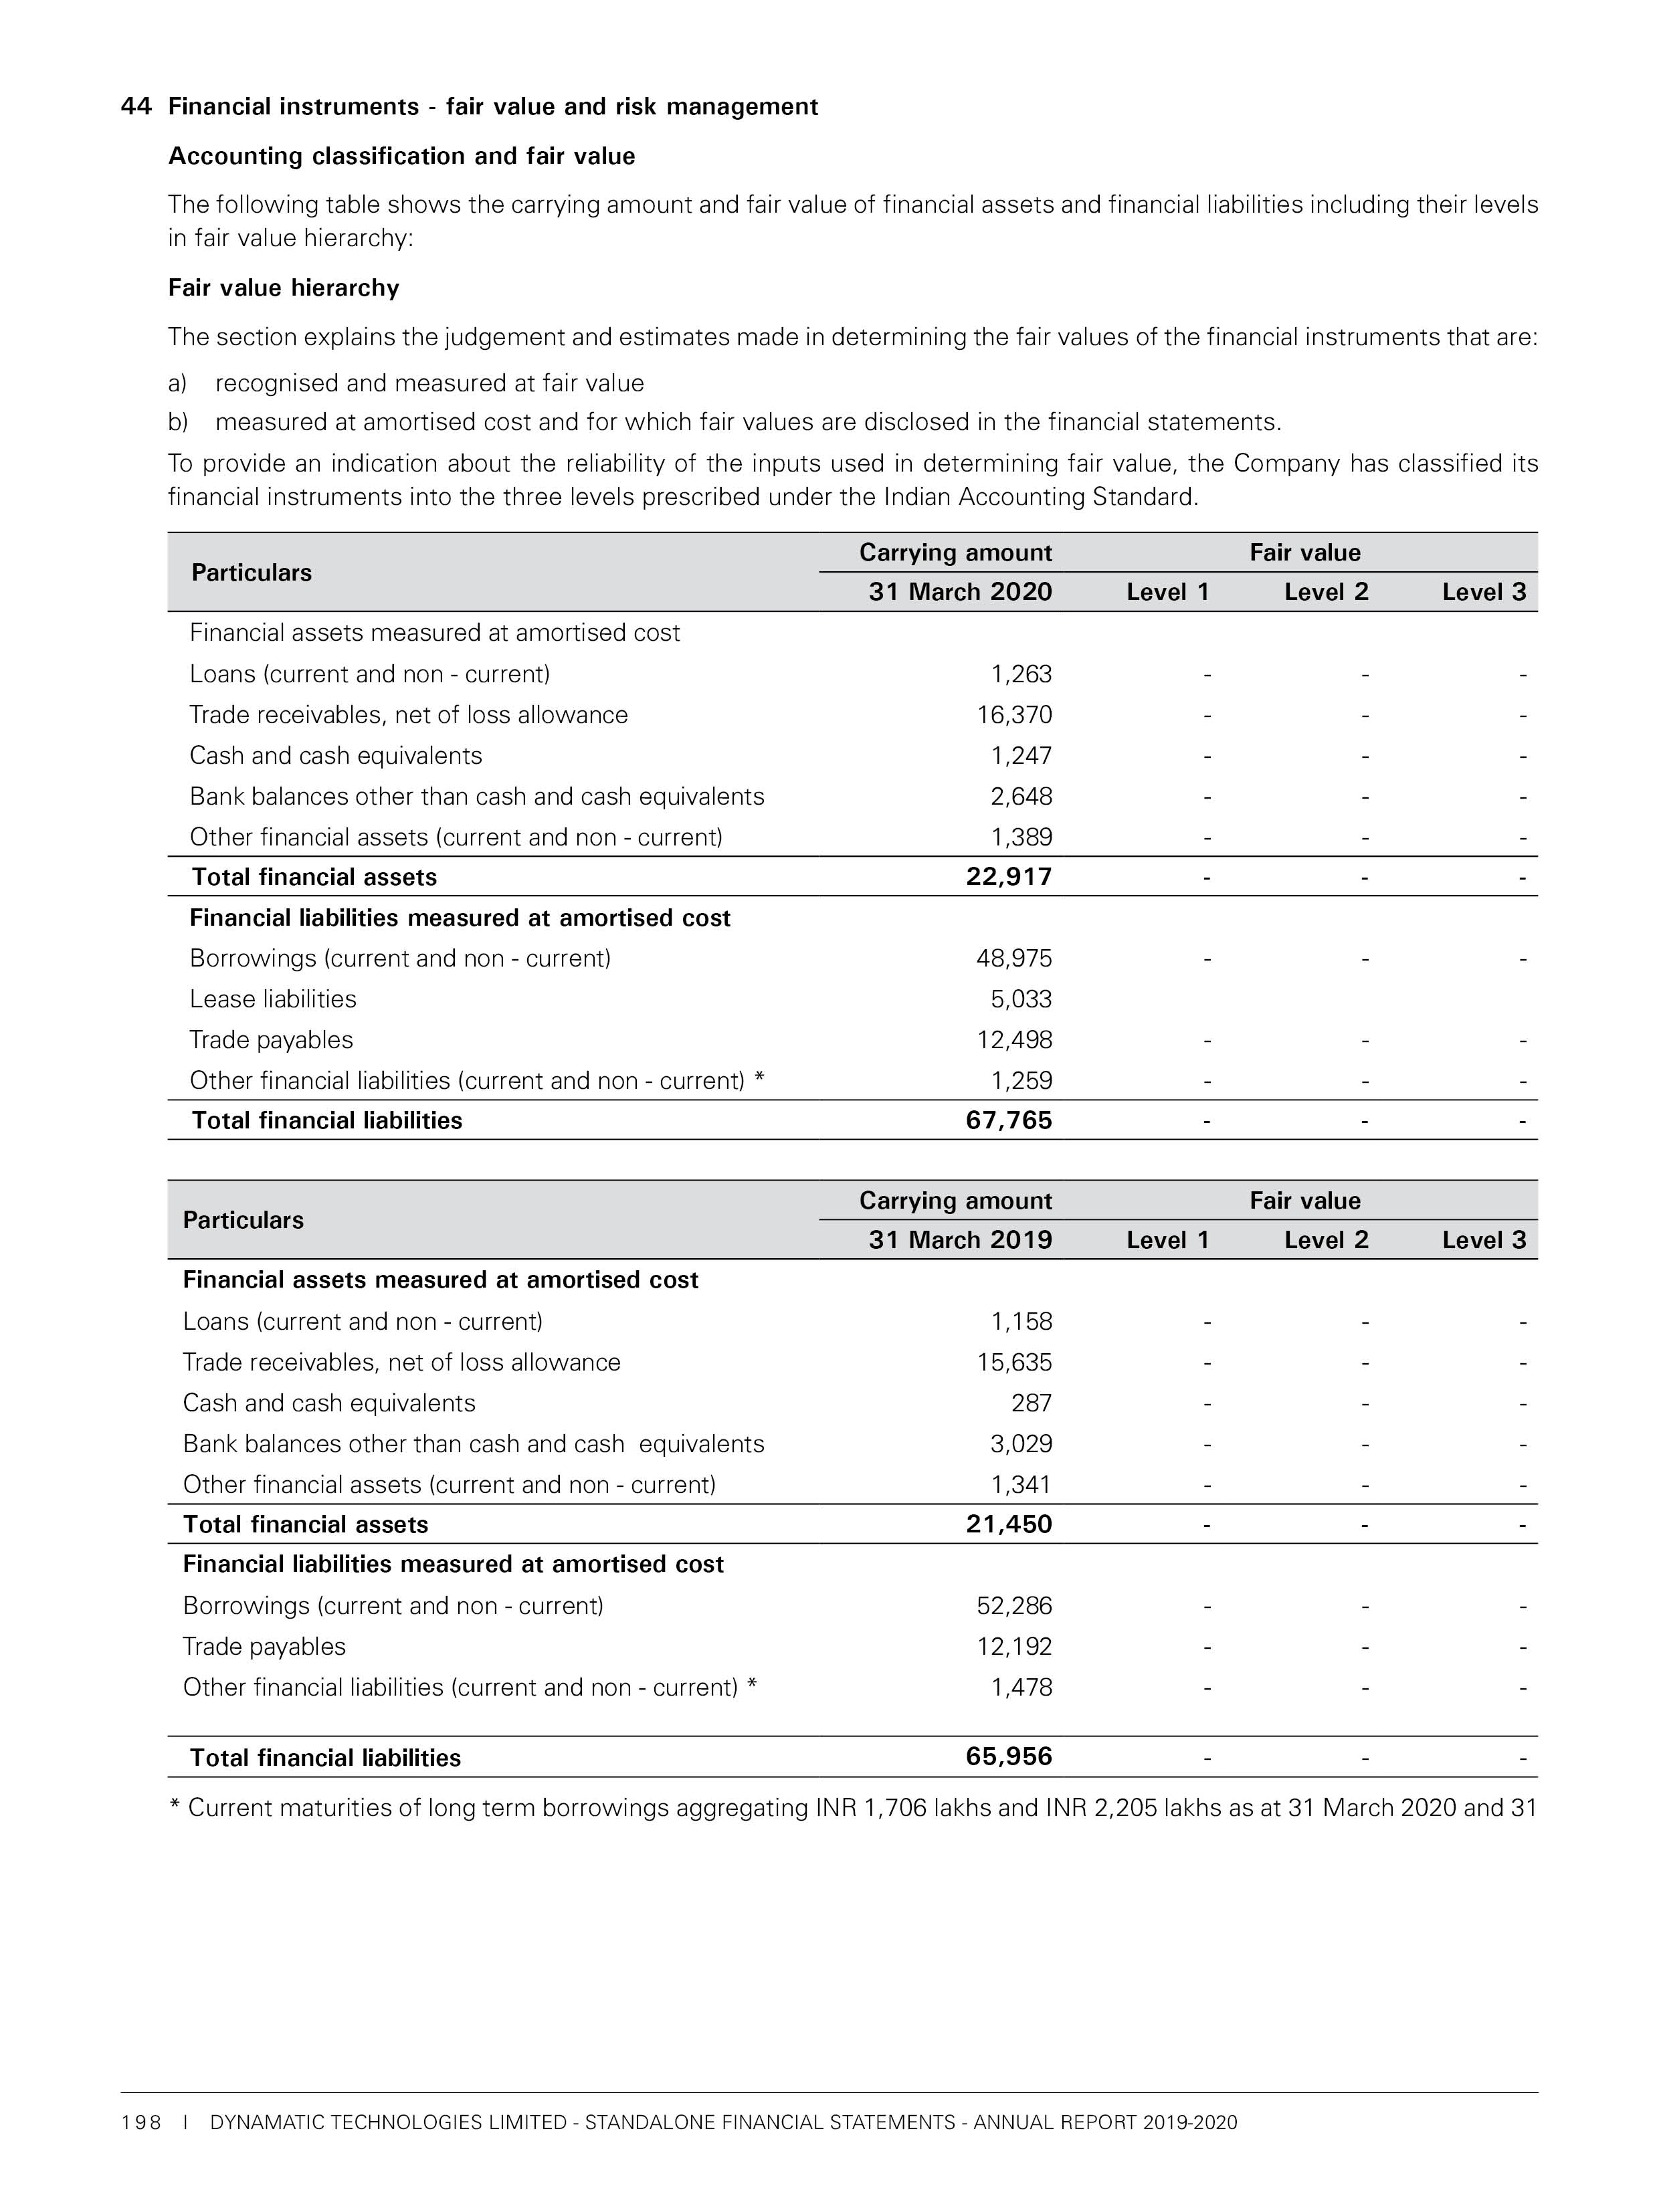 44 Financial instruments - fair value and risk management
Accounting classification and fair value
The following table shows the carrying amount and fair value of financial assets and financial liabilities including their levels
in fair value hierarchy:
Fair value hierarchy
The section explains the judgement and estimates made in determining the fair values of the financial instruments that are:
a) recognised and measured at fair value
b) measured at amortised cost and for which fair values are disclosed in the financial statements.
To provide an indication about the reliability of the inputs used in determining fair value, the Company has classified its
financial instruments into the three levels prescribed under the Indian Accounting Standard.
Particulars Carrying amount Fair value
31 March 2020 Level 1 Level 2 Level 3
Financial assets measured at amortised cost
Loans (current and non - current) 1,263 - - -
Trade receivables, net of loss allowance 16,370 - - -
Cash and cash equivalents 1,247 - - -
Bank balances other than cash and cash equivalents 2,648 - - -
Other financial assets (current and non - current) 1,389 - - -
Total financial assets 22,917 - - -
Financial liabilities measured at amortised cost
Borrowings (current and non - current) 48,975 - - -
Lease liabilities 5,033
Trade payables 12,498 - - -
Other financial liabilities (current and non - current) * 1,259 - - -
Total financial liabilities 67,765 - - -
Particulars Carrying amount Fair value
31 March 2019 Level 1 Level 2 Level 3
Financial assets measured at amortised cost
Loans (current and non - current) 1,158 - - -
Trade receivables, net of loss allowance 15,635 - - -
Cash and cash equivalents 287 - - -
Bank balances other than cash and cash equivalents 3,029 - - -
Other financial assets (current and non - current) 1,341 - - -
Total financial assets 21,450 - - -
Financial liabilities measured at amortised cost
Borrowings (current and non - current) 52,286 - - -
Trade payables 12,192 - - -
Other financial liabilities (current and non - current) * 1,478 - - -
Total financial liabilities 65,956 - - -
* Current maturities of long term borrowings aggregating INR 1,706 lakhs and INR 2,205 lakhs as at 31 March 2020 and 31
198 I DYNAMATIC TECHNOLOGIES LIMITED - STANDALONE FINANCIAL STATEMENTS - ANNUAL REPORT 2019-2020